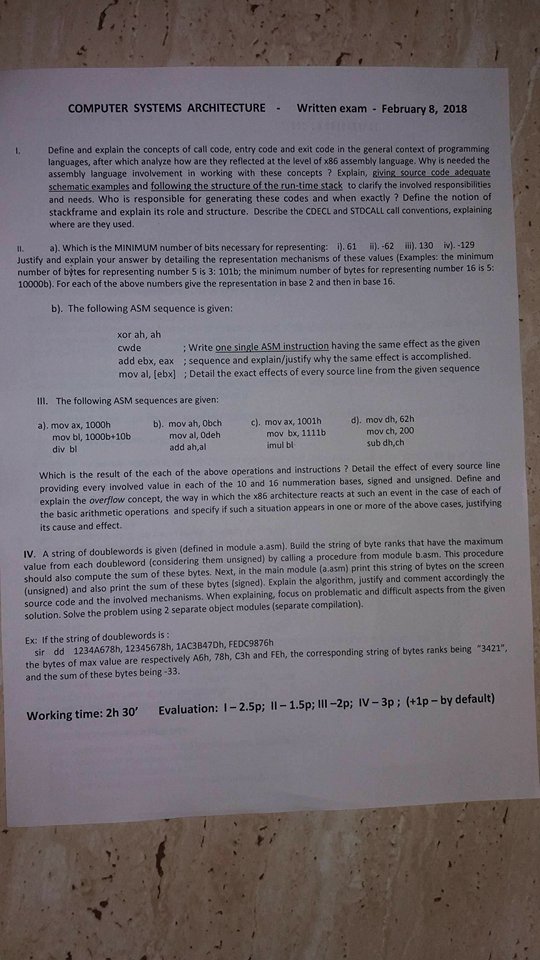 COMPUTER SYSTEMS ARCHITECTURE - Written exam - February 8, 2018
I. Define and explain the concepts of call code, entry code and exit code in the general context of programming
languages, after which analyze how are they reflected at the level of x86 assembly language. Why is needed the
assembly language involvement in working with these concepts ? Explain, giving source code adequate
schematic examples and following the structure of the run-time stack to clarify the involved responsibilities
and needs. Who is responsible for generating these codes and when exactly ? Define the notion of
stackframe and explain its role and structure. Describe the CDECL and STDCALL call conventions, explaining
where are they used.
II. a). Which is the MINIMUM number of bits necessary for representing: i). 61 ii). -62 iii). 130 iv). -129
Justify and explain your answer by detailing the representation mechanisms of these values (Examples: the minimum
number of bytes for representing number 5 is 3: 101b; the minimum number of bytes for representing number 16 is 5:
10000b). For each of the above numbers give the representation in base 2 and then in base 16.
b). The following ASM sequence is given:
xor ah, ah
cwde ; Write one single ASM instruction having the same effect as the given
add ebx, eax ; sequence and explain/justify why the same effect is accomplished.
mov al, [ebx] ; Detail the exact effects of every source line from the given sequence
III. The following ASM sequences are given:
a). mov ax, 1000h b). mov ah, 0bch c). mov ax, 1001h d). mov dh, 62h
mov bl, 1000b+10b mov al, 0deh mov bx, 1111b mov ch, 200
div bl add ah,al imul bl sub dh,ch
Which is the result of the each of the above operations and instructions ? Detail the effect of every source line
providing every involved value in each of the 10 and 16 nummeration bases, signed and unsigned. Define and
explain the overflow concept, the way in which the x86 architecture reacts at such an event in the case of each of
the basic arithmetic operations and specify if such a situation appears in one or more of the above cases, justifying
its cause and effect.
IV. A string of doublewords is given (defined in module a.asm). Build the string of byte ranks that have the maximum
value from each doubleword (considering them unsigned) by calling a procedure from module b.asm. This procedure
should also compute the sum of these bytes. Next, in the main module (a.asm) print this string of bytes on the screen
(unsigned) and also print the sum of these bytes (signed). Explain the algorithm, justify and comment accordingly the
source code and the involved mechanisms. When explaining, focus on problematic and difficult aspects from the given
solution. Solve the problem using 2 separate object modules (separate compilation).
Ex: If the string of doublewords is :
sir dd 1234A678h, 12345678h, 1AC3B47Dh, FEDC9876h
the bytes of max value are respectively A6h, 78h, C3h and FEh, the corresponding string of bytes ranks being "3421",
and the sum of these bytes being -33.
Working time: 2h 30' Evaluation: I – 2.5p; II – 1.5p; III –2p; IV – 3p ; (+1p – by default)